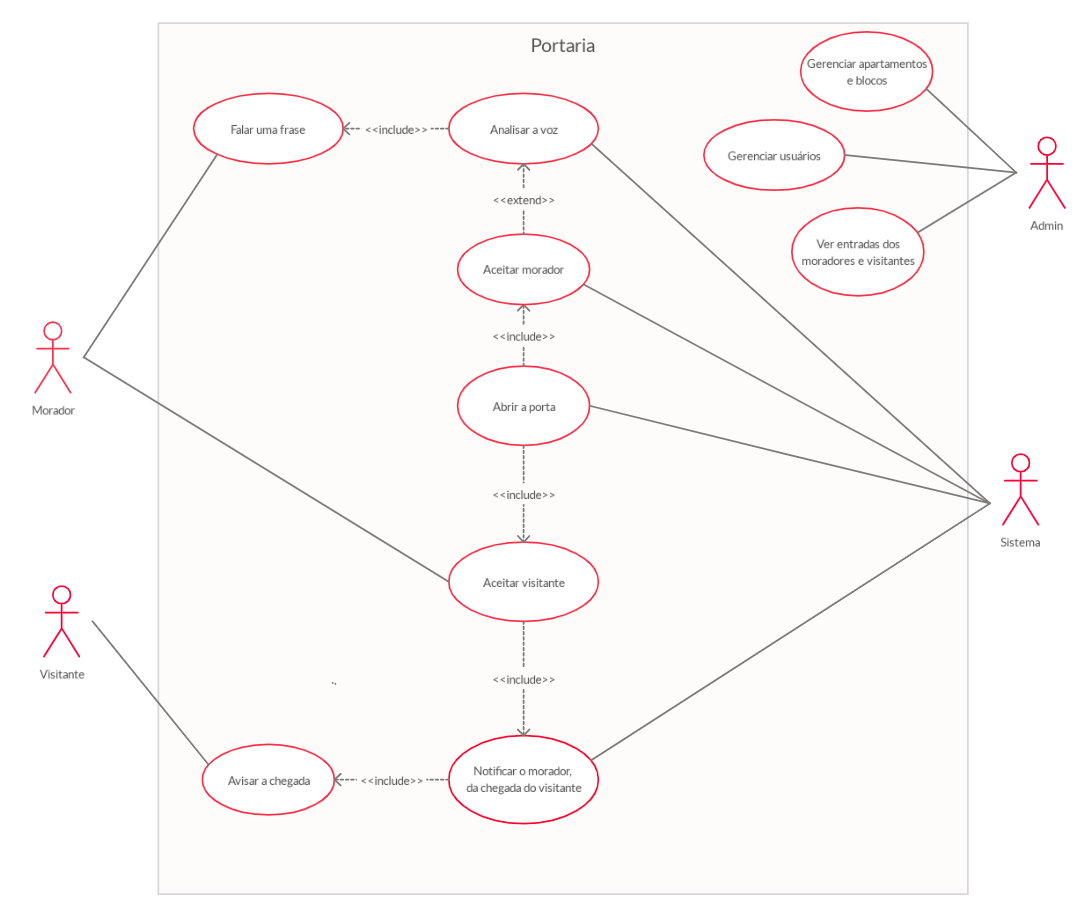 Portaria
Gerenciar apartamentos
e blocos
Falar uma frase
<<include>>
Analisar a voz
Gerenciar usuários
<<extend>>
Admin
Ver entradas dos
moradores e visitantes
Aceitar morador
<<include>>
Abrir a porta
Morador
<<include>>
Sistema
Aceitar visitante
Visitante
<<include>>
Avisar a chegada
<<include>>
Notificar o morador,
da chegada do visitante